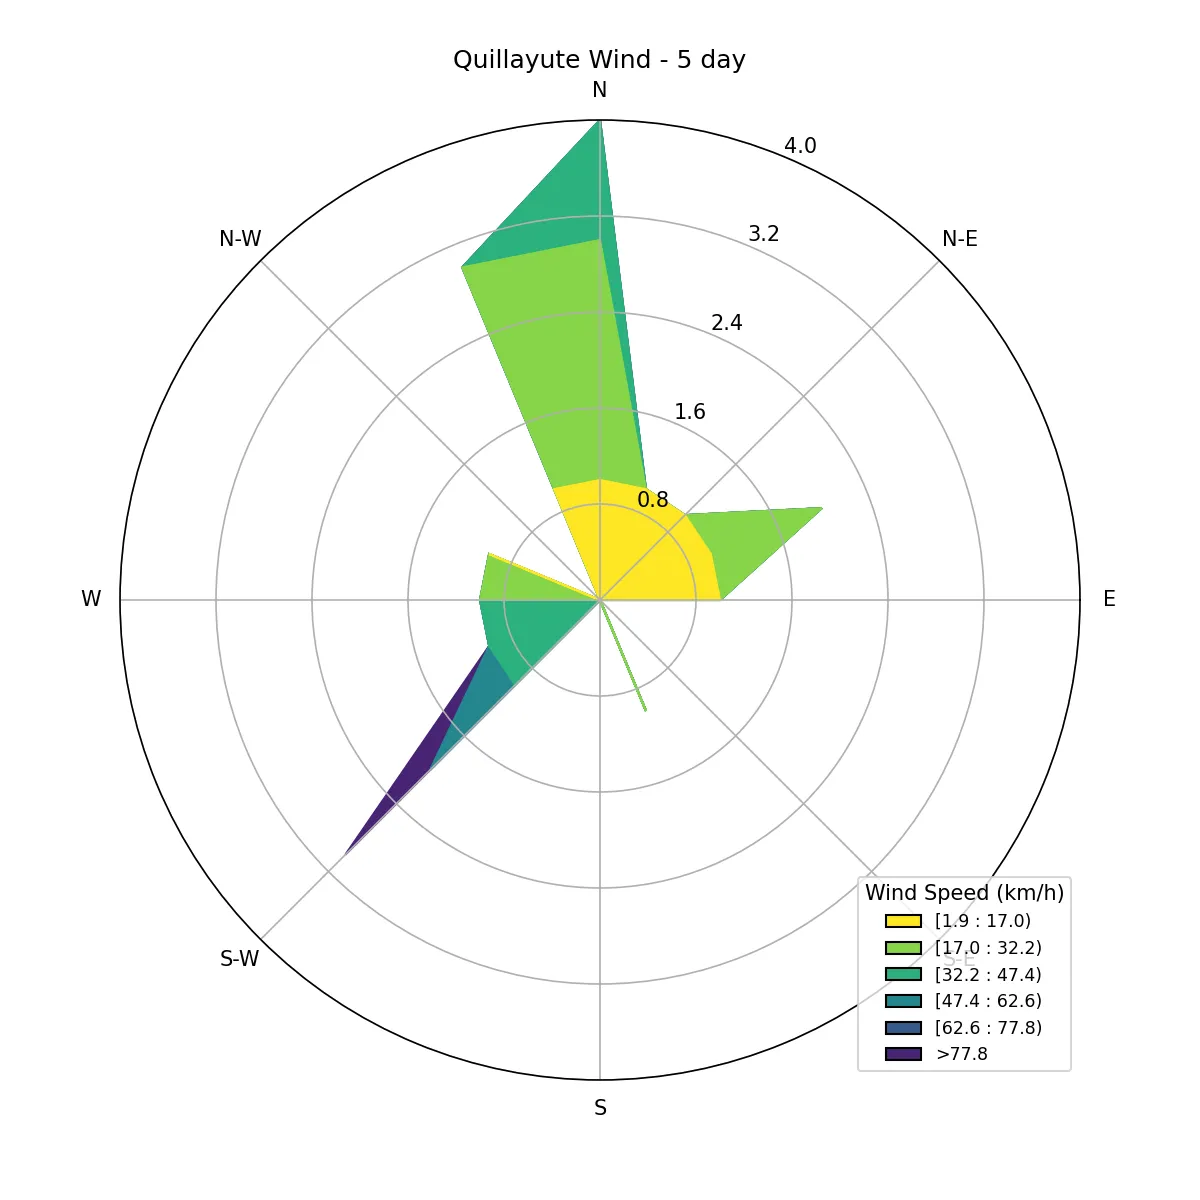 Quillayute Wind - 5 day
N
4.0
N-W
3.2
N-E
2.4
1.6
0.8
W
E
Wind Speed (km/h)
[1.9 : 17.0)
[17.0 : 32.2)
S-W
S-E
[32.2 : 47.4)
[47.4 : 62.6)
[62.6 : 77.8)
>77.8
S